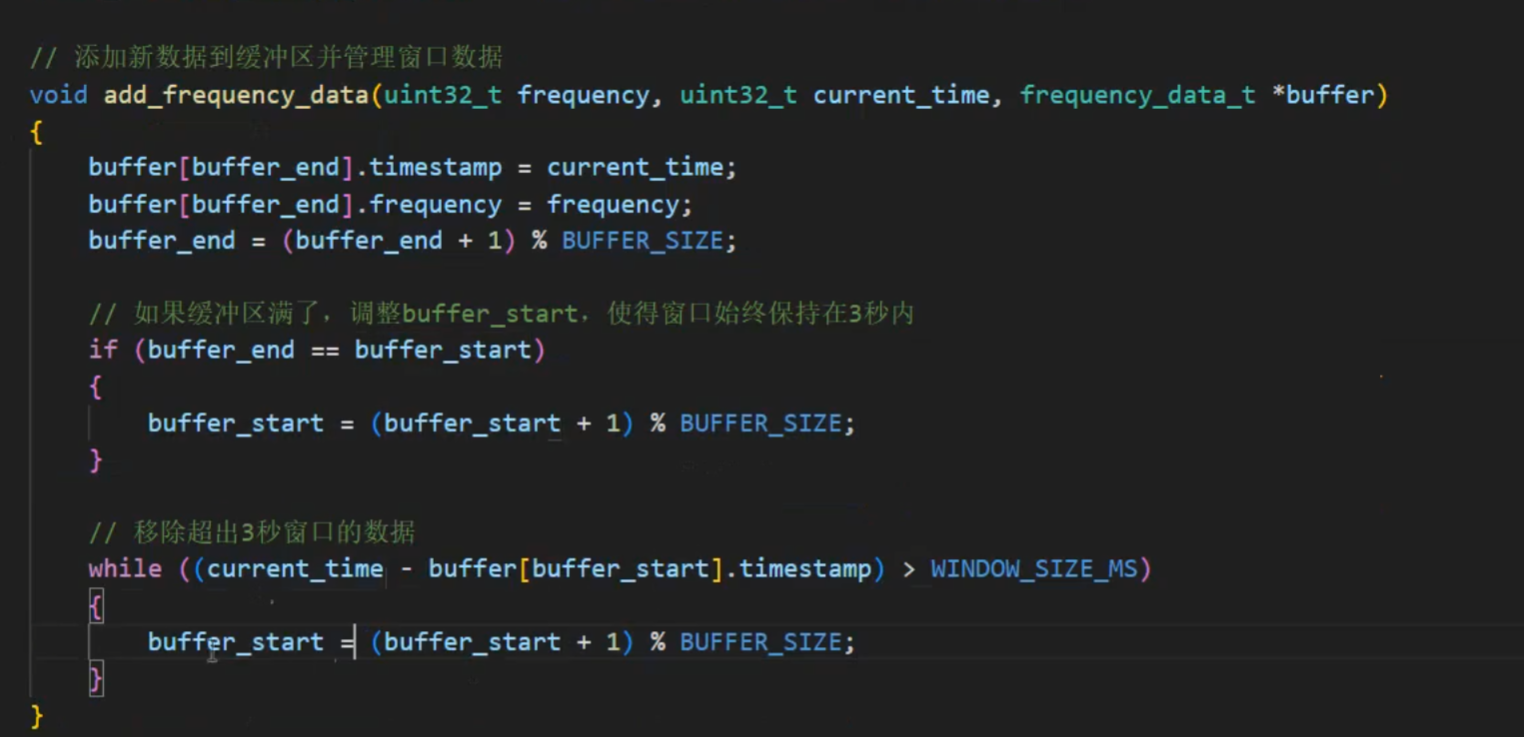 // 添加新数据到缓冲区并管理窗口数据
void add_frequency_data(uint32_t frequency, uint32_t current_time, frequency_data_t *buffer)
{
    buffer[buffer_end].timestamp = current_time;
    buffer[buffer_end].frequency = frequency;
    buffer_end = (buffer_end + 1) % BUFFER_SIZE;
    // 如果缓冲区满了，调整buffer_start，使得窗口始终保持在3秒内
    if (buffer_end == buffer_start)
    {
        buffer_start = (buffer_start + 1) % BUFFER_SIZE;
    }
    // 移除超出3秒窗口的数据
    while ((current_time - buffer[buffer_start].timestamp) > WINDOW_SIZE_MS)
    {
        buffer_start = (buffer_start + 1) % BUFFER_SIZE;
    }
}